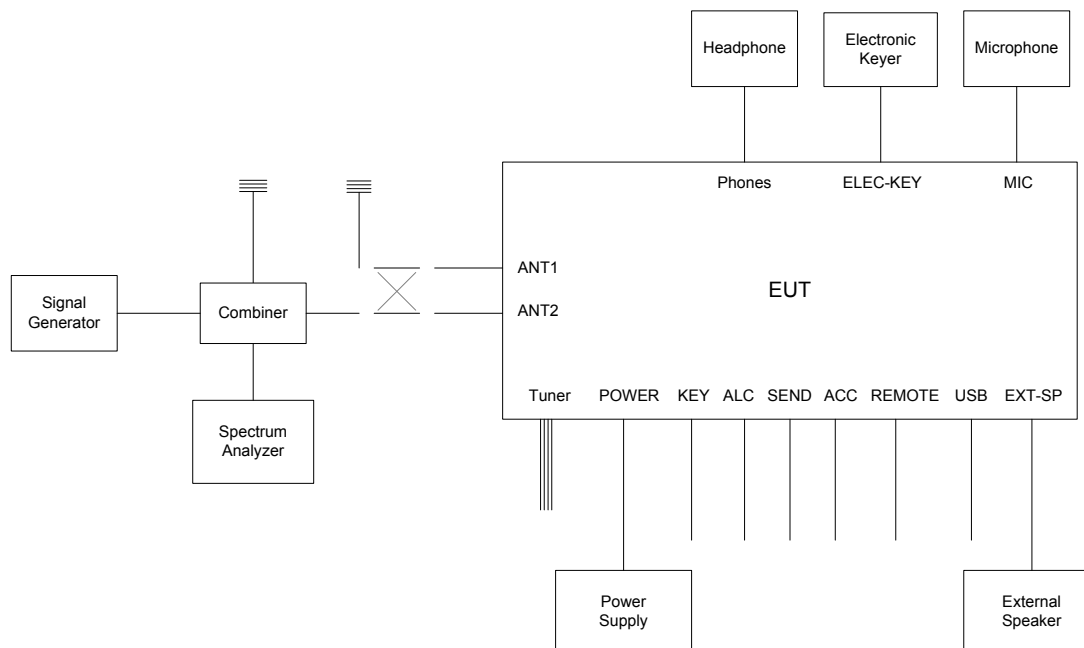 Headphone
Electronic
Keyer
Microphone
Phones
ELEC-KEY
MIC
ANT1
EUT
Signal
Generator
Combiner
ANT2
Tuner
POWER
KEY
ALC
SEND
ACC
REMOTE
USB
EXT-SP
Spectrum
Analyzer
Power
Supply
External
Speaker